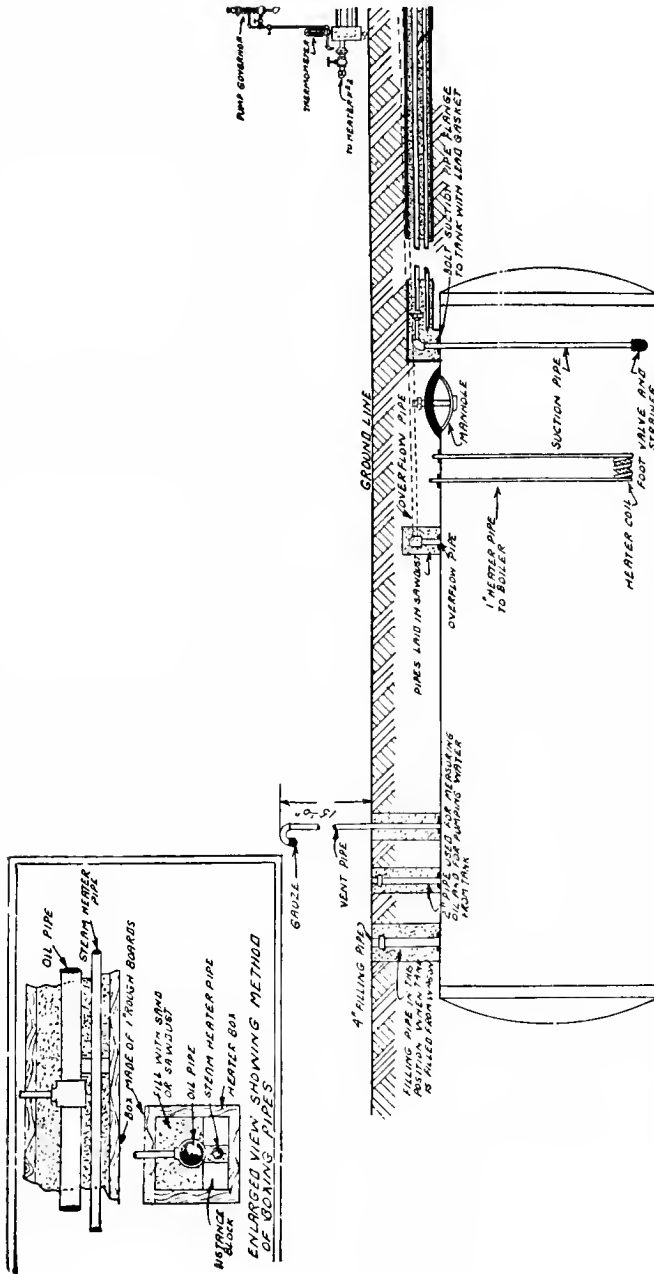 OIL PIPE
STEAM HEATER
PIPE
BOX MADE OF 1" ROUGH BOARDS
FILL WITH SAND
OR SAWDUST
OIL PIPE
STEAM HEATER PIPE
HEATER BOX
DISTANCE
BLOCK
ENLARGED VIEW SHOWING METHOD
OF BOXING PIPES
GAUZE
15'-0"
VENT PIPE
4" FILLING PIPE
FILLING PIPE IN THIS
POSITION WHEN TANK
IS FILLED FROM WAGON
2" PIPE USED FOR MEASURING
OIL AND FOR PUMPING WATER
FROM TANK
GROUND LINE
OVERFLOW PIPE
PIPES LAID IN SAWDUST
OVERFLOW PIPE
1" HEATER PIPE
TO BOILER
HEATER COIL
MANHOLE
SUCTION PIPE
FOOT VALVE AND
STRAINER
BOLT SUCTION PIPE FLANGE
TO TANK WITH LEAD GASKET
PUMP GOVERNOR
THERMOMETER
TO HEATER